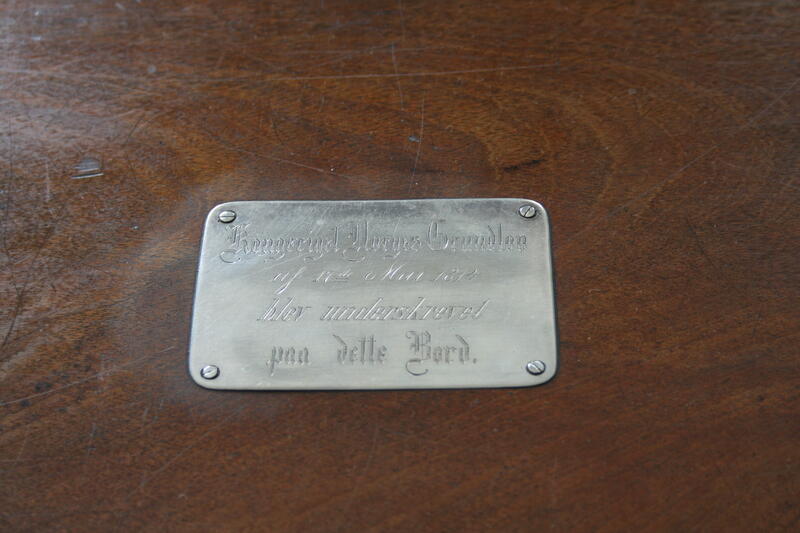 Kongeriget Norges Grundlov
af 17de Mai 1814
blev underskrevet
paa dette Bord.